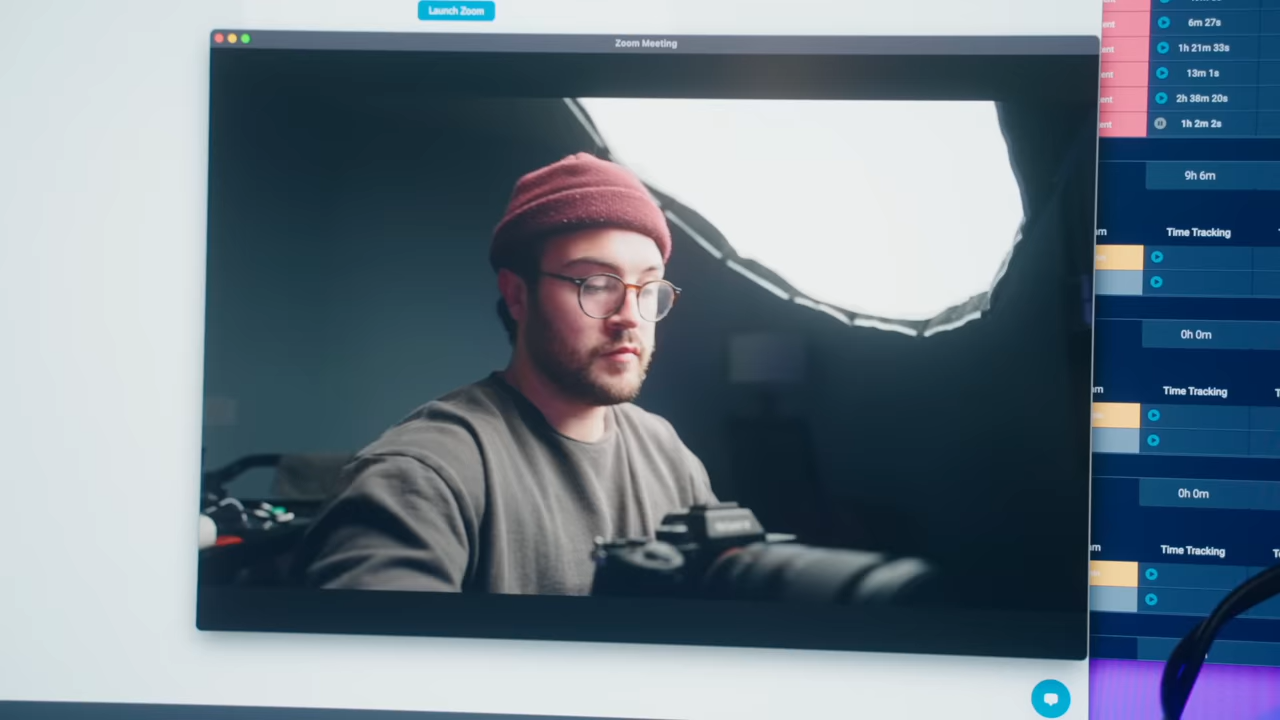 Launch Zoom
Zoom Meeting
6m 27s
1h 21m 33s
13m 1s
2h 38m 20s
1h 2m 2s
9h 6m
Time Tracking
0h 0m
Time Tracking
0h 0m
Time Tracking